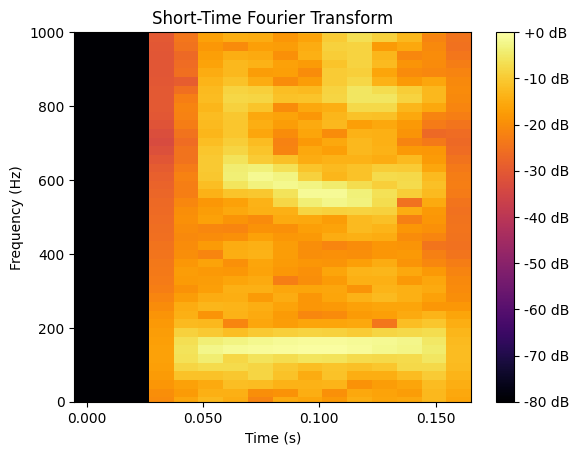 Short-Time Fourier Transform
1000
800
600
400
200
0
Frequency (Hz)
0.000
0.050
0.100
0.150
Time (s)
+0 dB
-10 dB
-20 dB
-30 dB
-40 dB
-50 dB
-60 dB
-70 dB
-80 dB